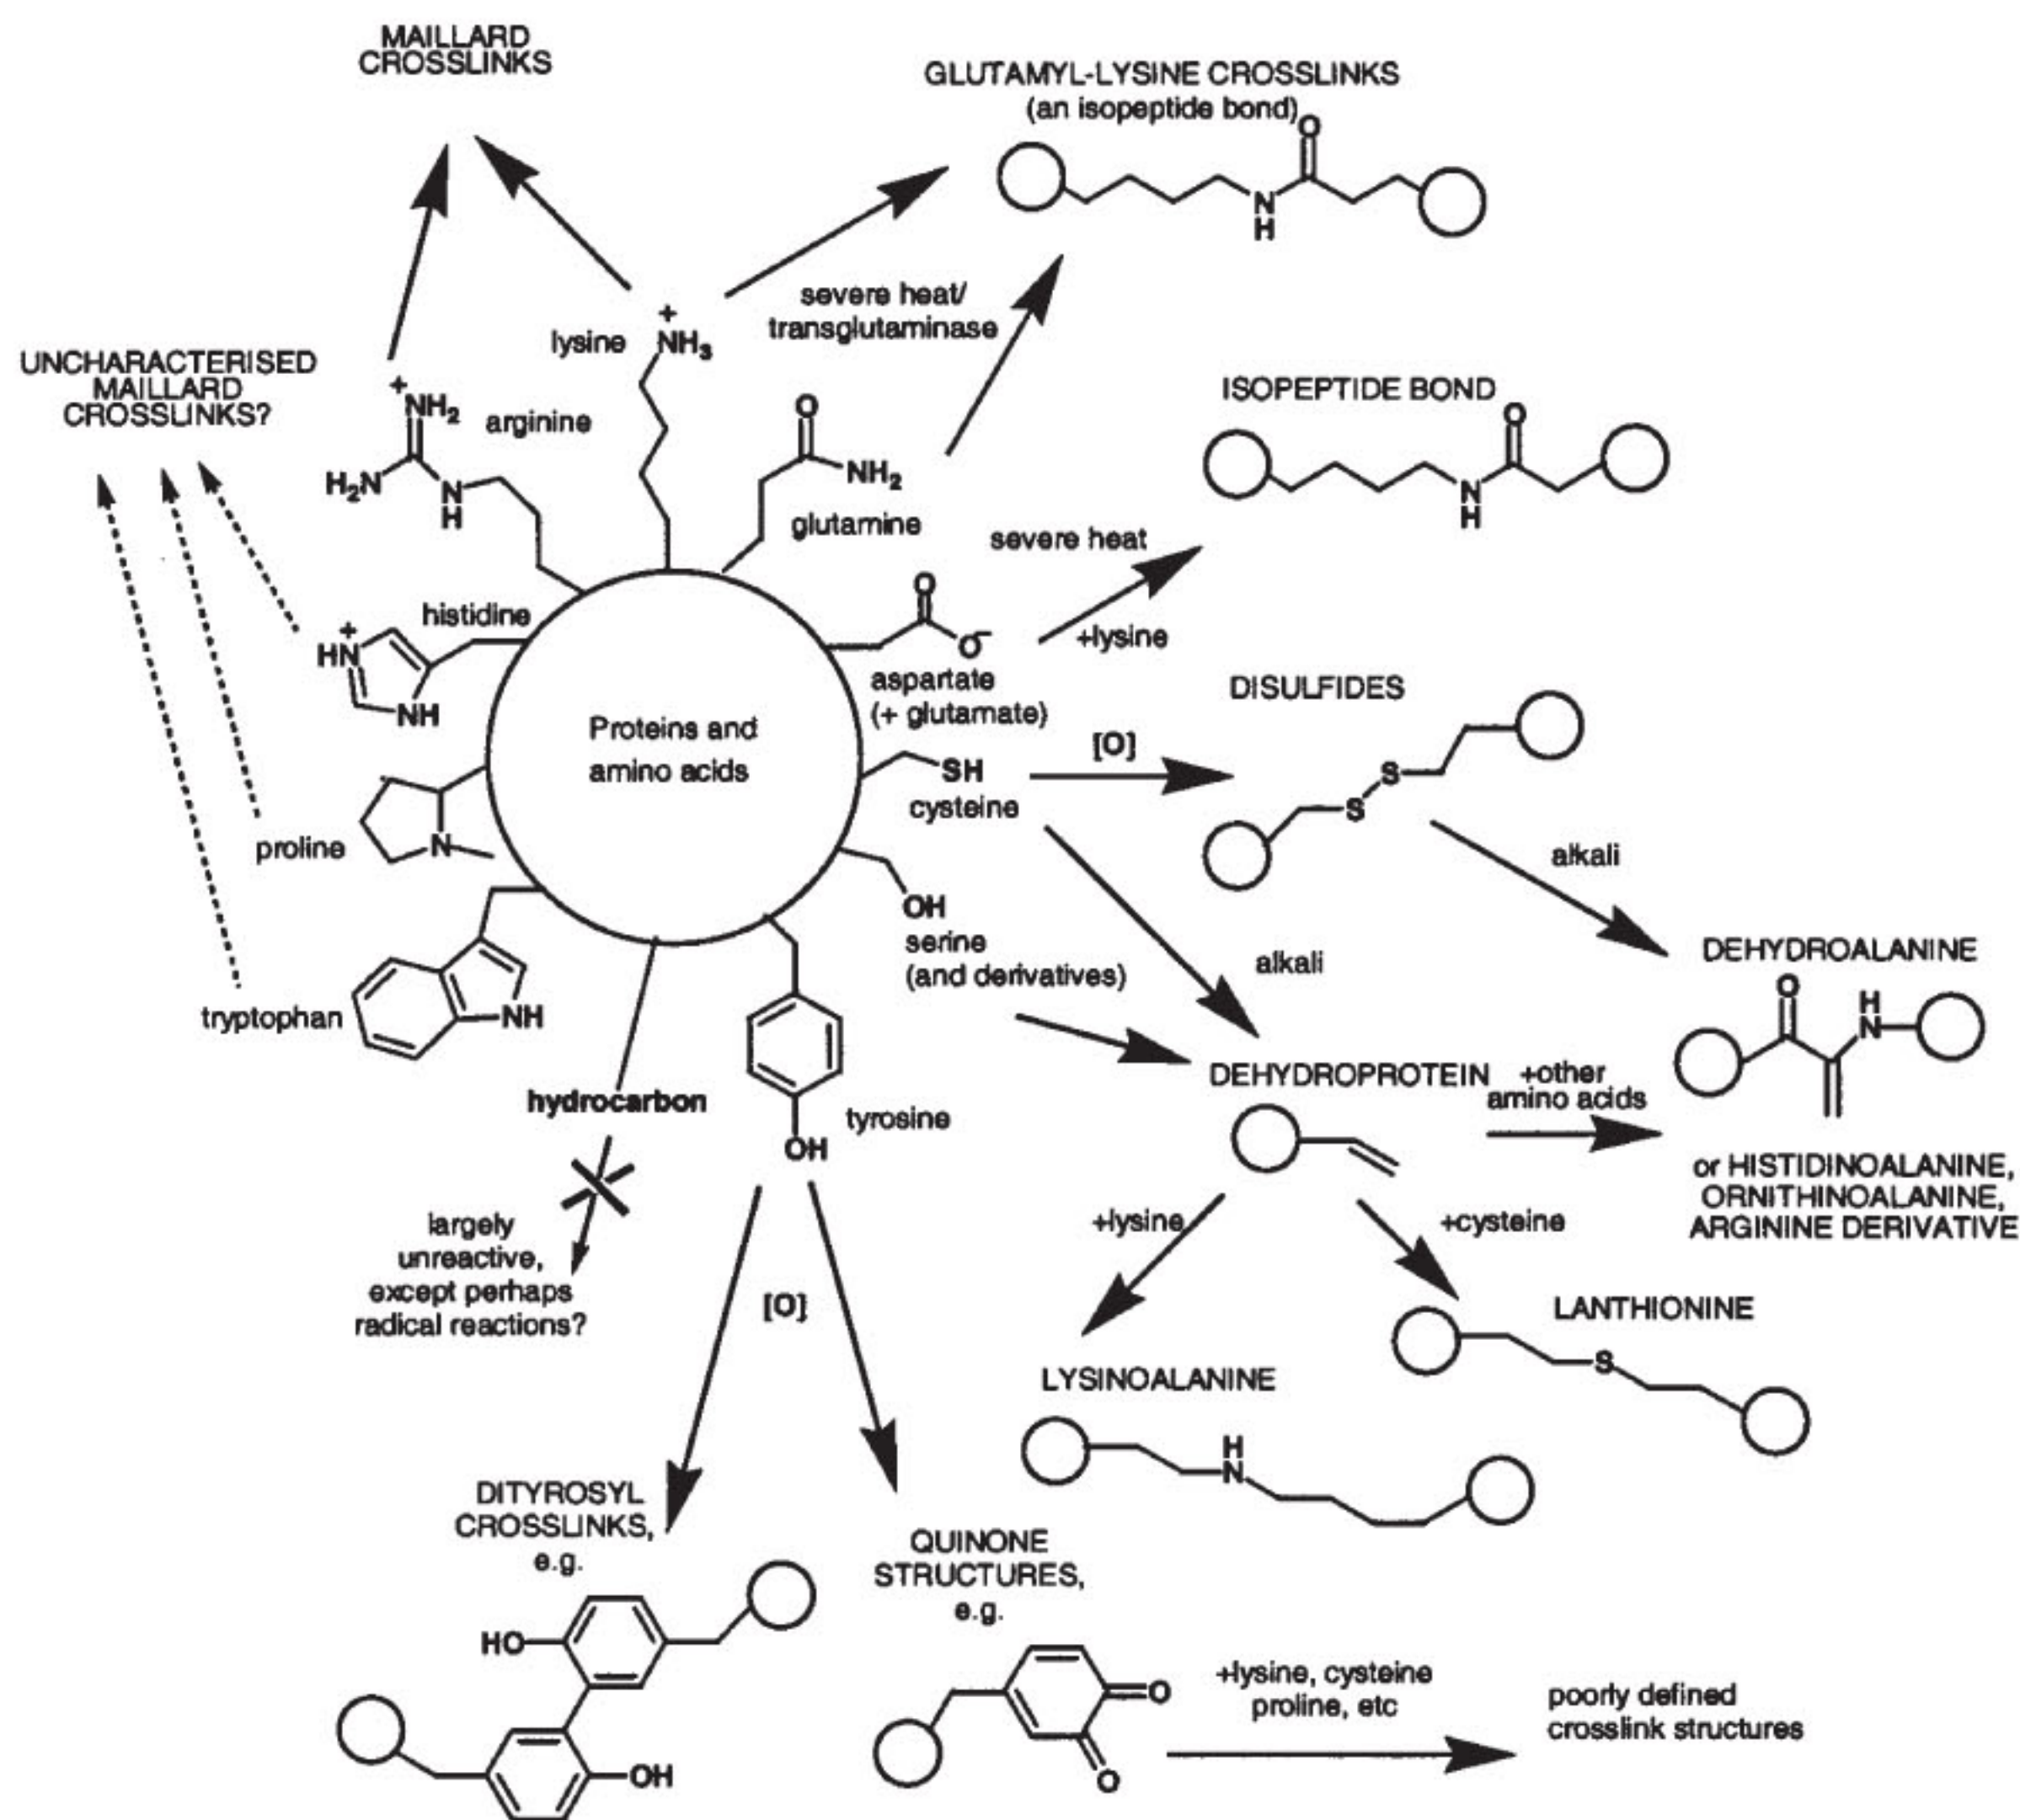 MAILLARD
CROSSLINKS
GLUTAMYL-LYSINE CROSSLINKS
(an isopeptide bond)
O
N
H
severe heat/
transglutaminase
lysine
+
NH3
UNCHARACTERISED
MAILLARD
CROSSLINKS?
+
NH2
arginine
H2N
N
H
O
NH2
glutamine
ISOPEPTIDE BOND
O
N
H
severe heat
+lysine
histidine
+
HN
NH
O
O-
aspartate
(+ glutamate)
Proteins and
amino acids
DISULFIDES
[O]
S
S
SH
cysteine
proline
N
alkali
OH
serine
(and derivatives)
alkali
tryptophan
NH
DEHYDROALANINE
O
H
N
hydrocarbon
tyrosine
OH
DEHYDROPROTEIN
+other
amino acids
or HISTIDINOALANINE,
ORNITHINOALANINE,
ARGININE DERIVATIVE
largely
unreactive,
except perhaps
radical reactions?
[O]
+lysine
+cysteine
LANTHIONINE
S
LYSINOALANINE
H
N
DITYROSYL
CROSSLINKS,
e.g.
HO
OH
QUINONE
STRUCTURES,
e.g.
O
O
+lysine, cysteine
proline, etc
poorly defined
crosslink structures